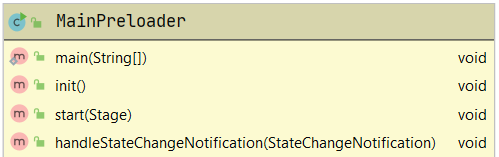 MainPreloader
main(String[]) void
init() void
start(Stage) void
handleStateChangeNotification(StateChangeNotification) void